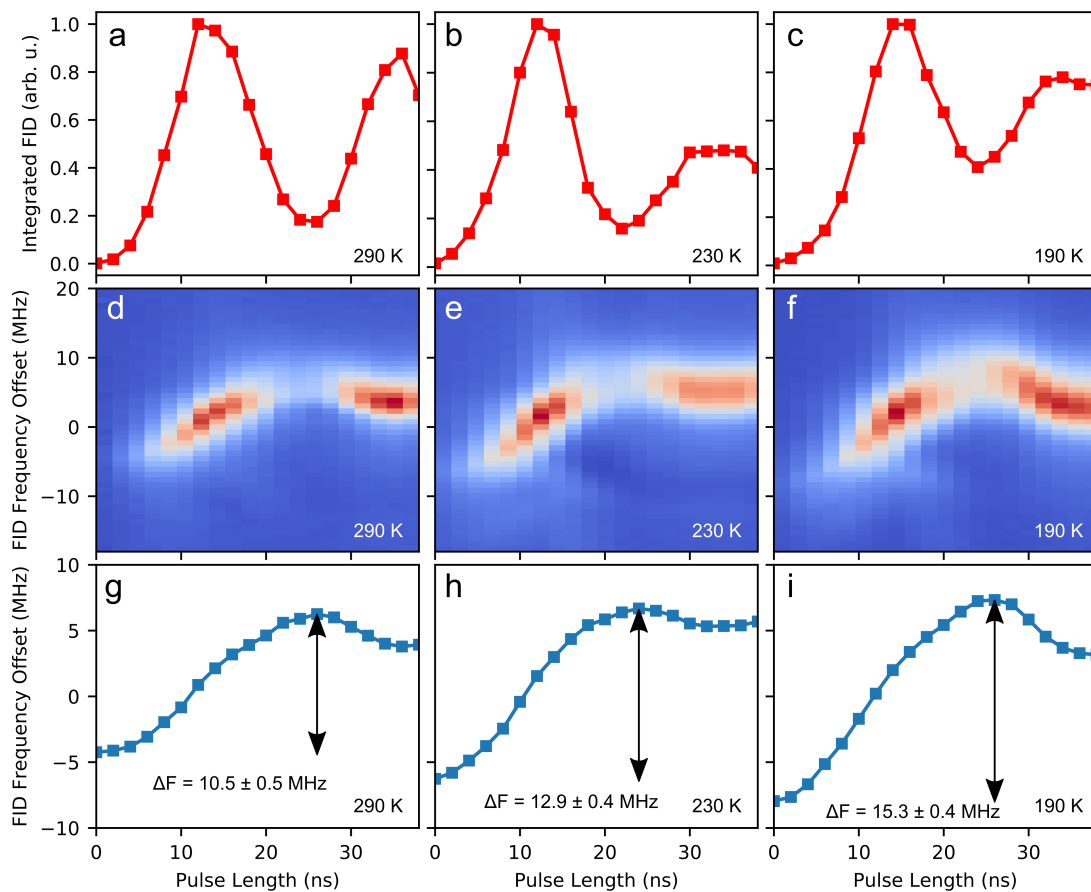 a
b
c
Integrated FID (arb. u.)
1.0
0.8
0.6
0.4
0.2
0.0
290 K
230 K
190 K
d
e
f
FID Frequency Offset (MHz)
20
10
0
−10
290 K
230 K
190 K
g
h
i
FID Frequency Offset (MHz)
10
5
0
−5
−10
ΔF = 10.5 ± 0.5 MHz
ΔF = 12.9 ± 0.4 MHz
ΔF = 15.3 ± 0.4 MHz
290 K
230 K
190 K
0 10 20 30
0 10 20 30
0 10 20 30
Pulse Length (ns)
Pulse Length (ns)
Pulse Length (ns)